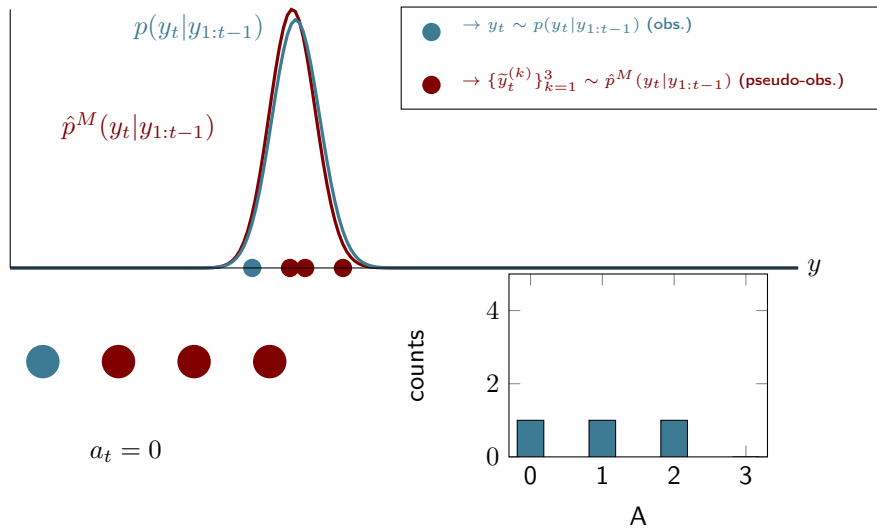 p(y_t|y_{1:t−1})
p̂^M(y_t|y_{1:t−1})
→ y_t ∼ p(y_t|y_{1:t−1}) (obs.)
→ {ỹ_t^{(k)}}_{k=1}^3 ∼ p̂^M(y_t|y_{1:t−1}) (pseudo-obs.)
y
a_t = 0
counts
4
2
0
0 1 2 3
A